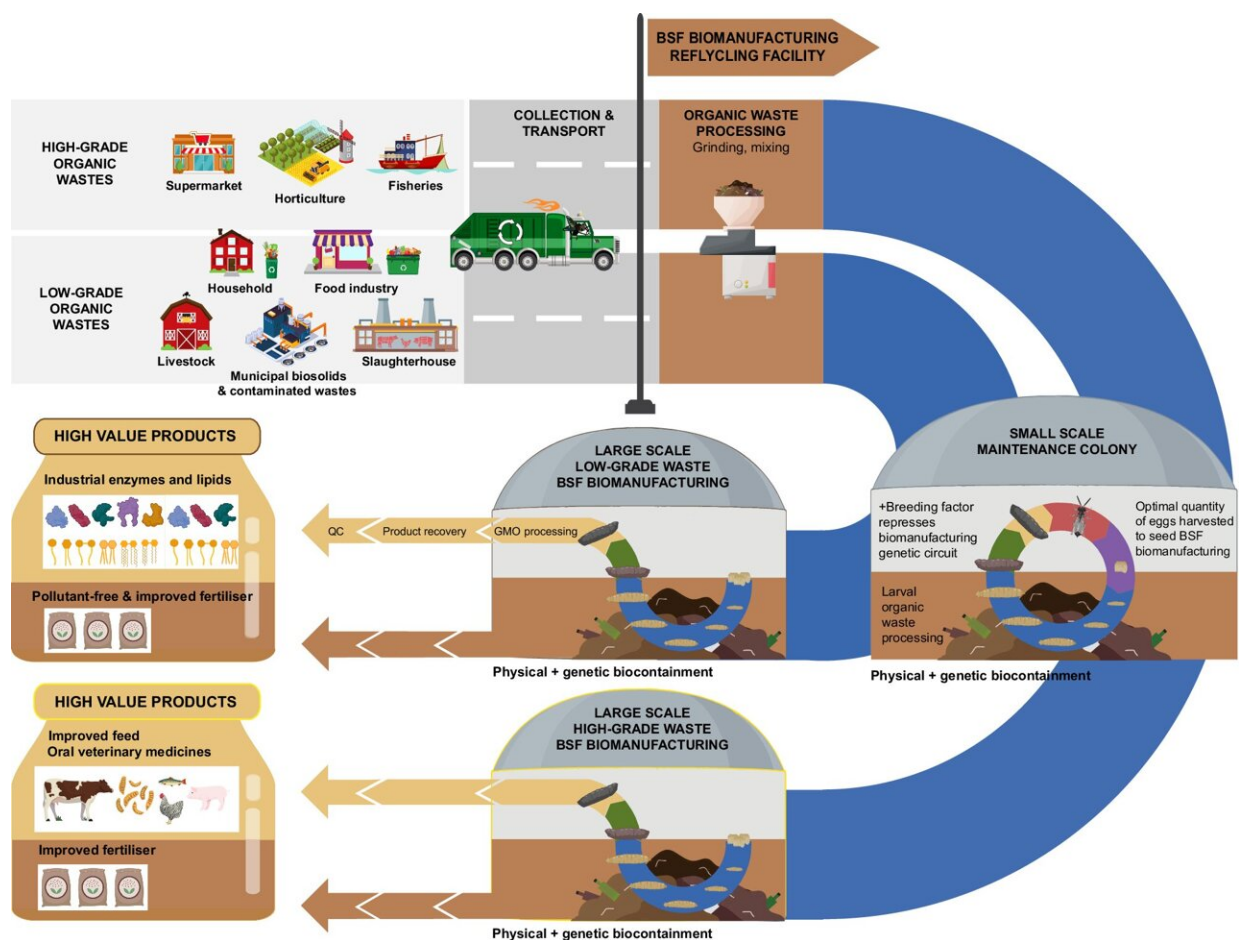 BSF BIOMANUFACTURING
REFLYCLING FACILITY
HIGH-GRADE
ORGANIC
WASTES
Supermarket
Horticulture
Fisheries
COLLECTION &
TRANSPORT
ORGANIC WASTE
PROCESSING
Grinding, mixing
LOW-GRADE
ORGANIC
WASTES
Household
Food industry
Livestock
Municipal biosolids
& contaminated wastes
Slaughterhouse
HIGH VALUE PRODUCTS
Industrial enzymes and lipids
Pollutant-free & improved fertiliser
QC
Product recovery
GMO processing
LARGE SCALE
LOW-GRADE WASTE
BSF BIOMANUFACTURING
Physical + genetic biocontainment
SMALL SCALE
MAINTENANCE COLONY
+Breeding factor
represses
biomanufacturing
genetic circuit
Optimal quantity
of eggs harvested
to seed BSF
biomanufacturing
Larval
organic
waste
processing
Physical + genetic biocontainment
HIGH VALUE PRODUCTS
Improved feed
Oral veterinary medicines
Improved fertiliser
LARGE SCALE
HIGH-GRADE WASTE
BSF BIOMANUFACTURING
Physical + genetic biocontainment